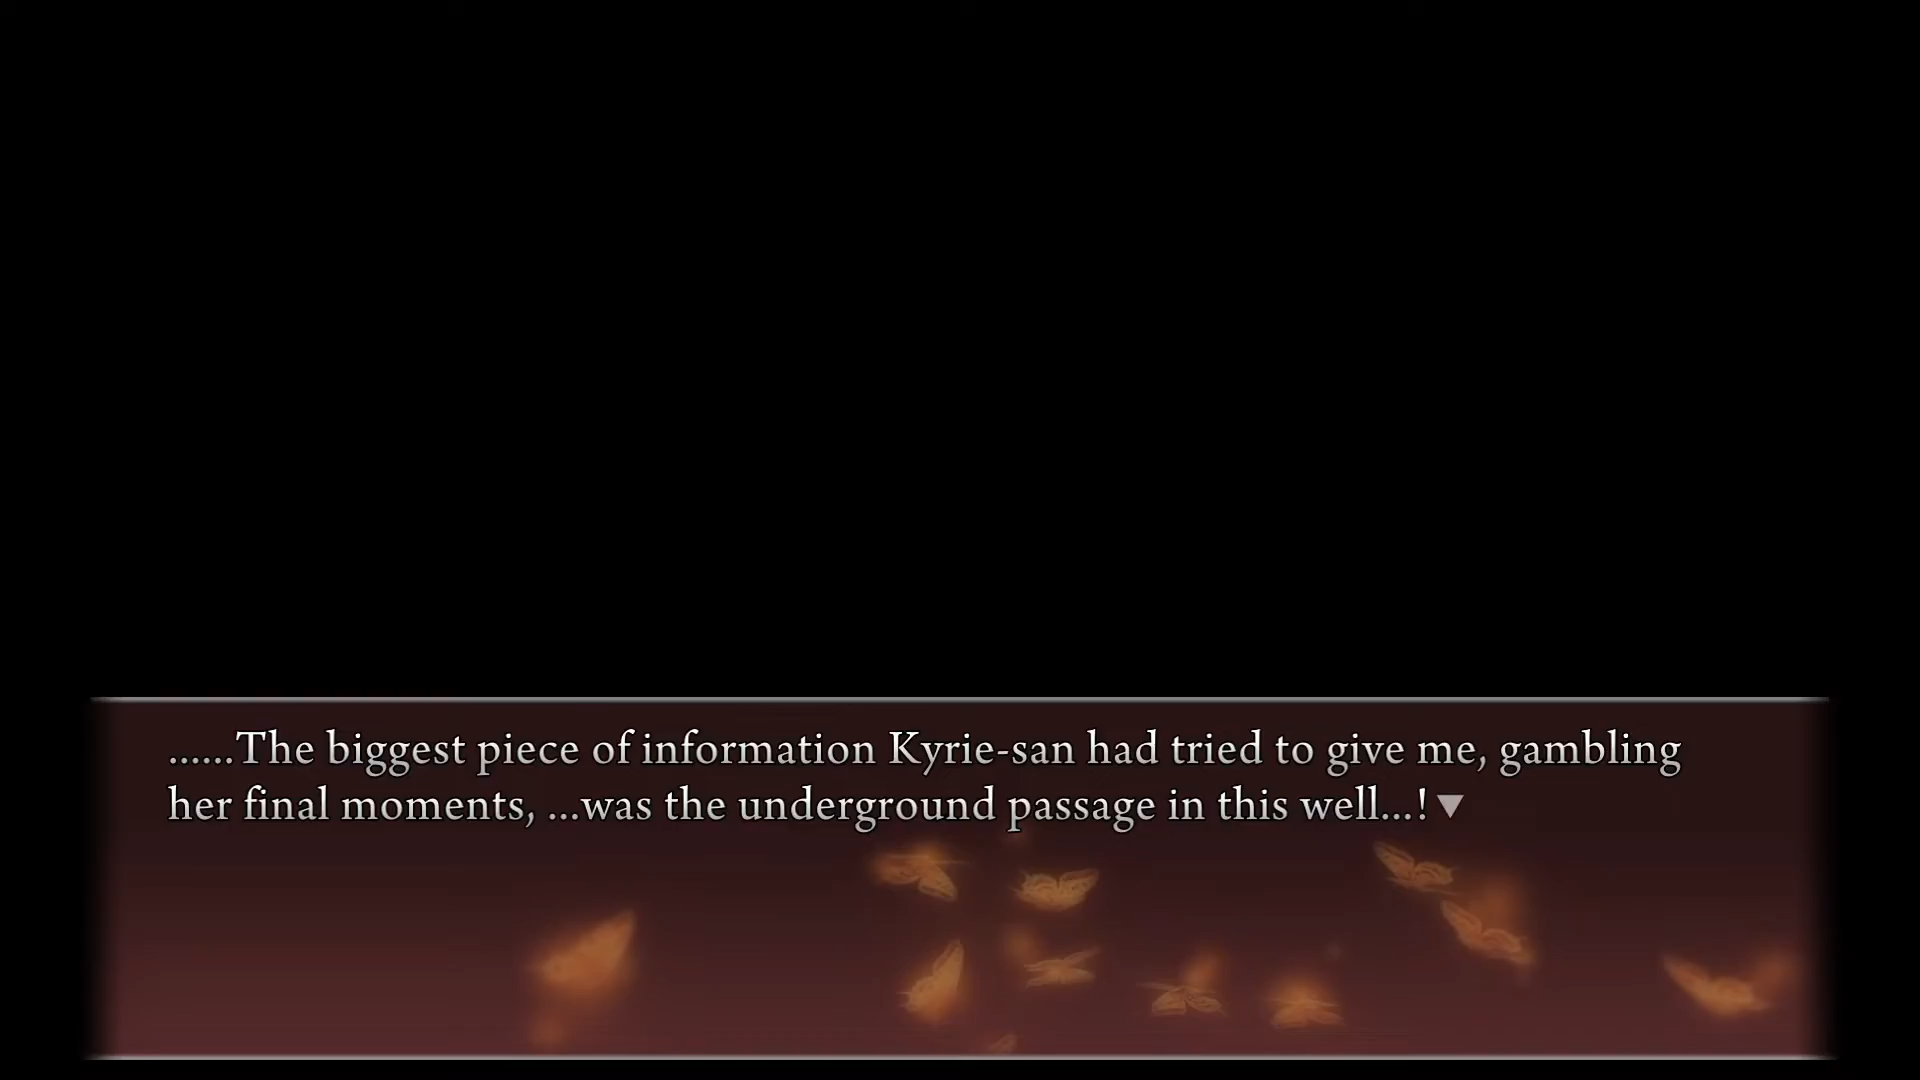 ......The biggest piece of information Kyrie-san had tried to give me, gambling
her final moments, ...was the underground passage in this well...!